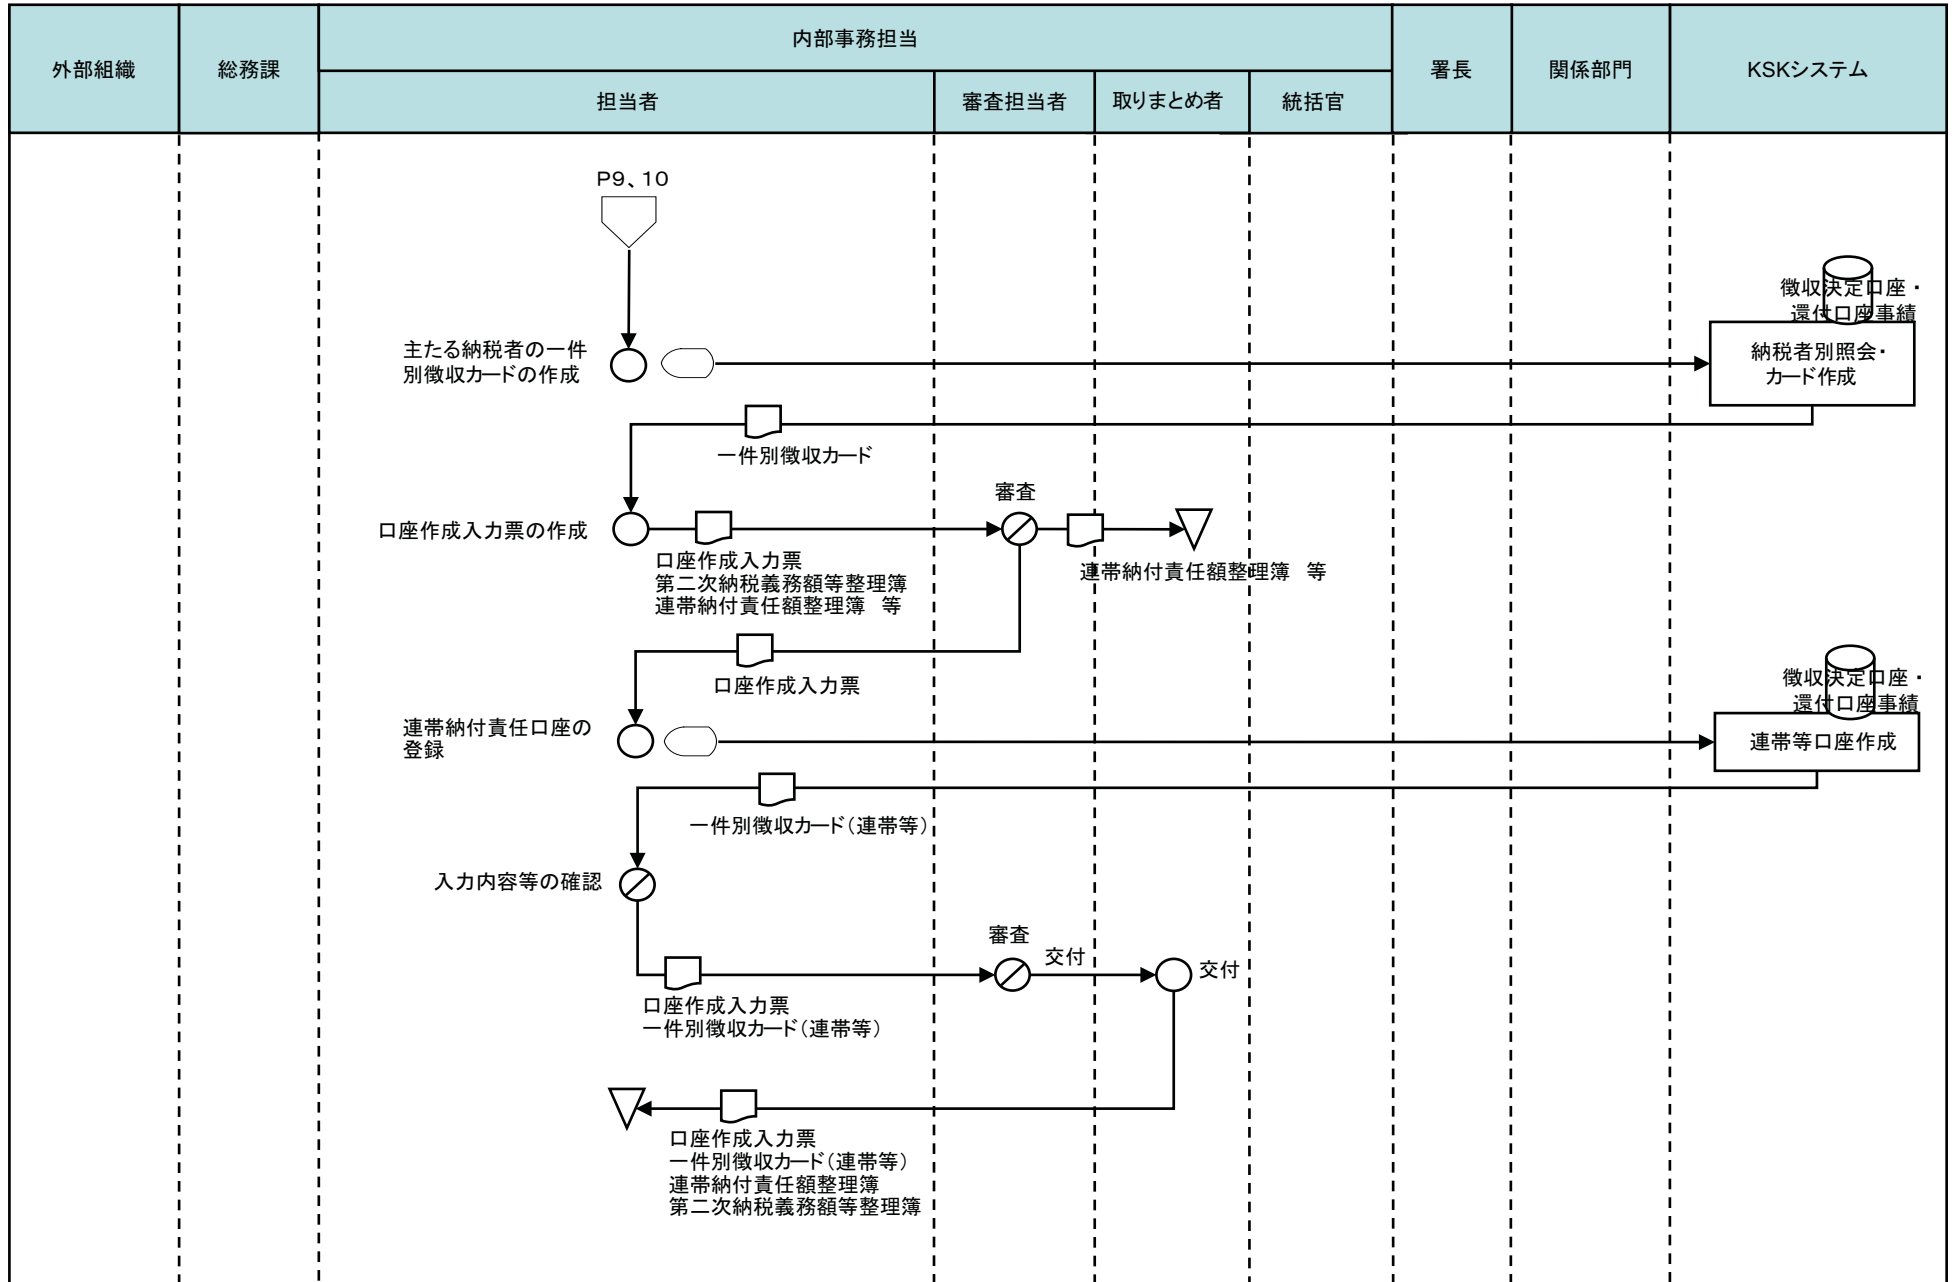 外部組織
総務課
内部事務担当
担当者
審査担当者
取りまとめ者
統括官
署長
関係部門
KSKシステム
P9、10
徴収決定口座・
還付口座事績
主たる納税者の一件
別徴収カードの作成
納税者別照会・
カード作成
一件別徴収カード
審査
口座作成入力票の作成
口座作成入力票
第二次納税義務額等整理簿
連帯納付責任額整理簿 等
連帯納付責任額整理簿 等
口座作成入力票
徴収決定口座・
還付口座事績
連帯納付責任口座の
登録
連帯等口座作成
一件別徴収カード(連帯等)
入力内容等の確認
審査
交付
交付
口座作成入力票
一件別徴収カード(連帯等)
口座作成入力票
一件別徴収カード(連帯等)
連帯納付責任額整理簿
第二次納税義務額等整理簿